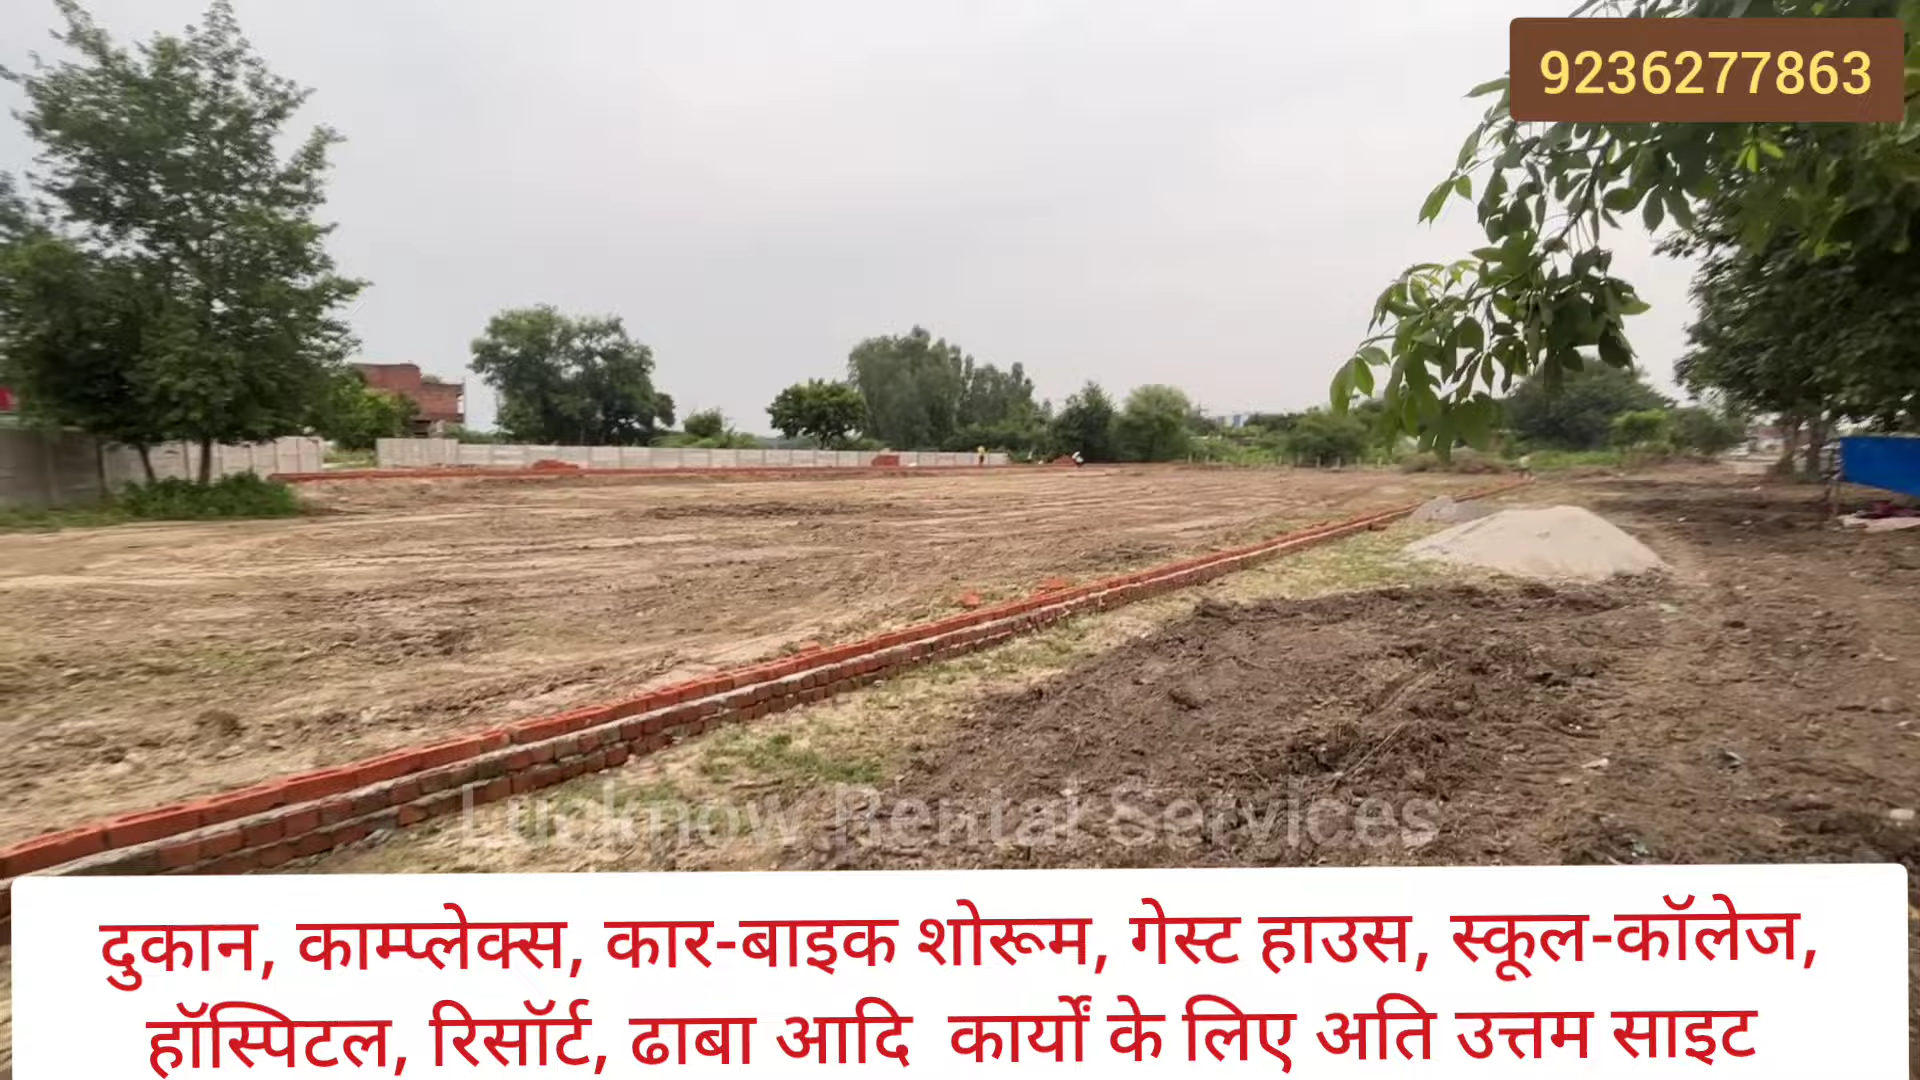 9236277863
Lucknow Rental Services
दुकान, काम्प्लेक्स, कार-बाइक शोरूम, गेस्ट हाउस, स्कूल-कॉलेज,
हॉस्पिटल, रिसॉर्ट, ढाबा आदि कार्यों के लिए अति उत्तम साइट